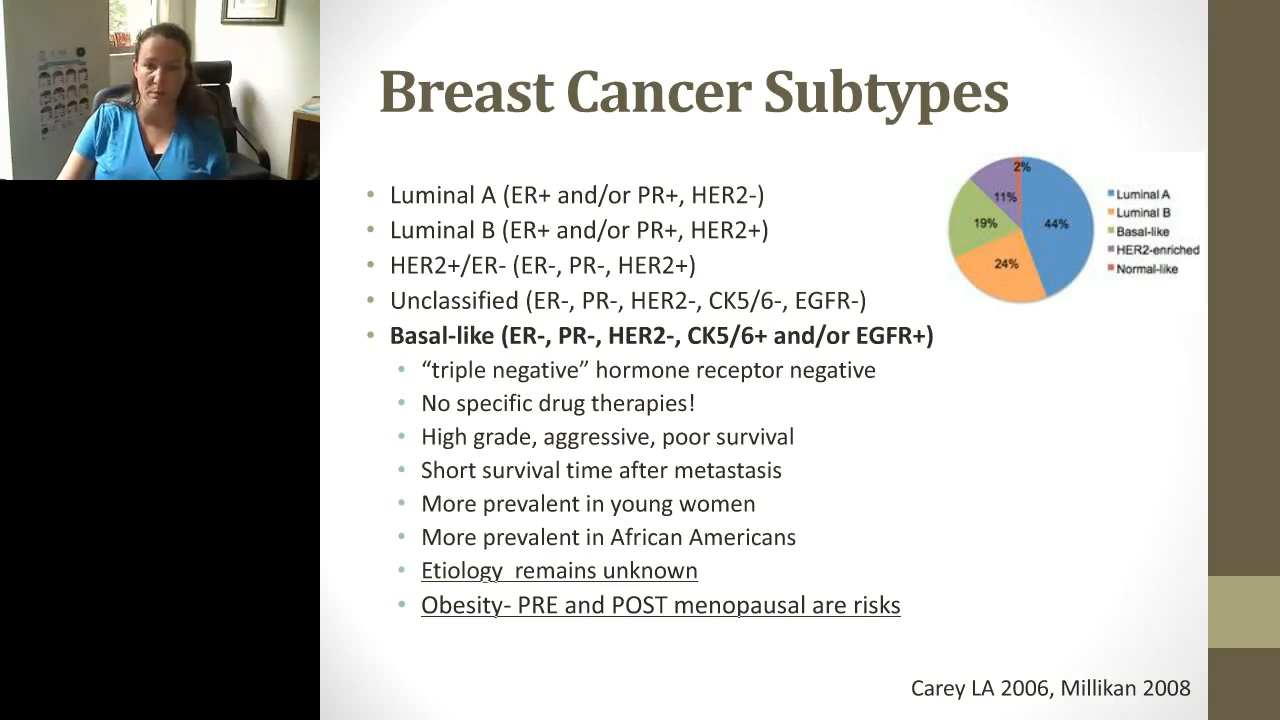 Breast Cancer Subtypes
• Luminal A (ER+ and/or PR+, HER2-)
• Luminal B (ER+ and/or PR+, HER2+)
• HER2+/ER- (ER-, PR-, HER2+)
• Unclassified (ER-, PR-, HER2-, CK5/6-, EGFR-)
• Basal-like (ER-, PR-, HER2-, CK5/6+ and/or EGFR+)
• “triple negative” hormone receptor negative
• No specific drug therapies!
• High grade, aggressive, poor survival
• Short survival time after metastasis
• More prevalent in young women
• More prevalent in African Americans
• Etiology remains unknown
• Obesity- PRE and POST menopausal are risks
2%
11%
19%
44%
24%
Luminal A
Luminal B
Basal-like
HER2-enriched
Normal-like
Carey LA 2006, Millikan 2008